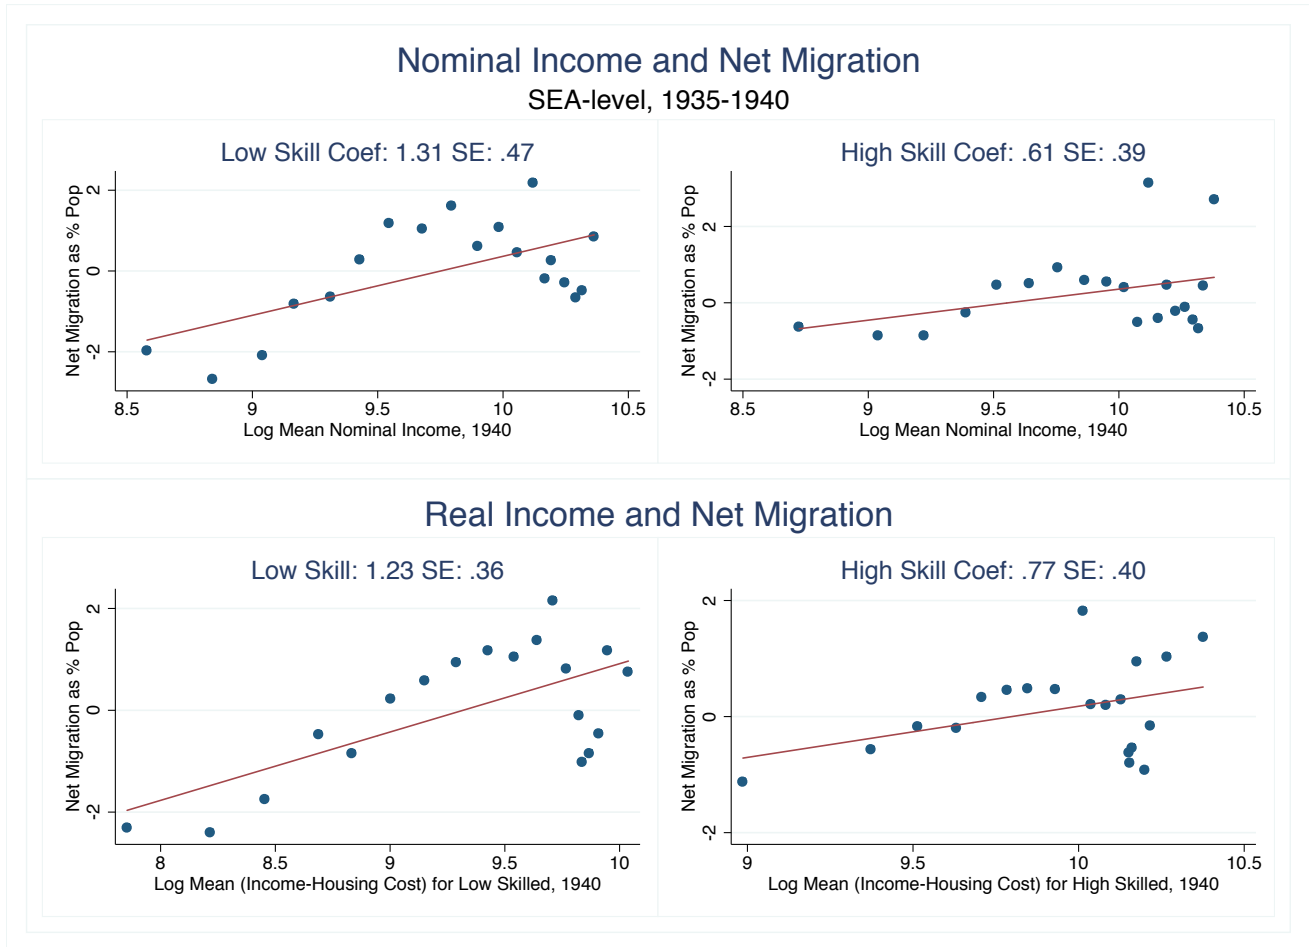 Nominal Income and Net Migration
SEA-level, 1935-1940
Low Skill Coef: 1.31 SE: .47
Net Migration as % Pop
2
0
-2
8.5 9 9.5 10 10.5
Log Mean Nominal Income, 1940
High Skill Coef: .61 SE: .39
Net Migration as % Pop
2
0
-2
8.5 9 9.5 10 10.5
Log Mean Nominal Income, 1940
Real Income and Net Migration
Low Skill: 1.23 SE: .36
Net Migration as % Pop
2
0
-2
8 8.5 9 9.5 10
Log Mean (Income-Housing Cost) for Low Skilled, 1940
High Skill Coef: .77 SE: .40
Net Migration as % Pop
2
0
-2
9 9.5 10 10.5
Log Mean (Income-Housing Cost) for High Skilled, 1940